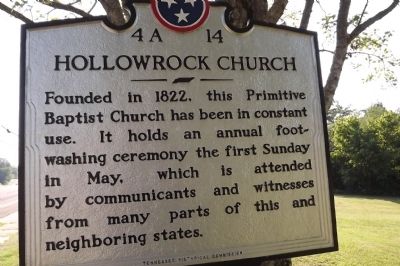 4 A 14
HOLLOWROCK CHURCH
Founded in 1822, this Primitive
Baptist Church has been in constant
use. It holds an annual foot-
washing ceremony the first Sunday
in May, which is attended
by communicants and witnesses
from many parts of this and
neighboring states.
TENNESSEE HISTORICAL COMMISSION